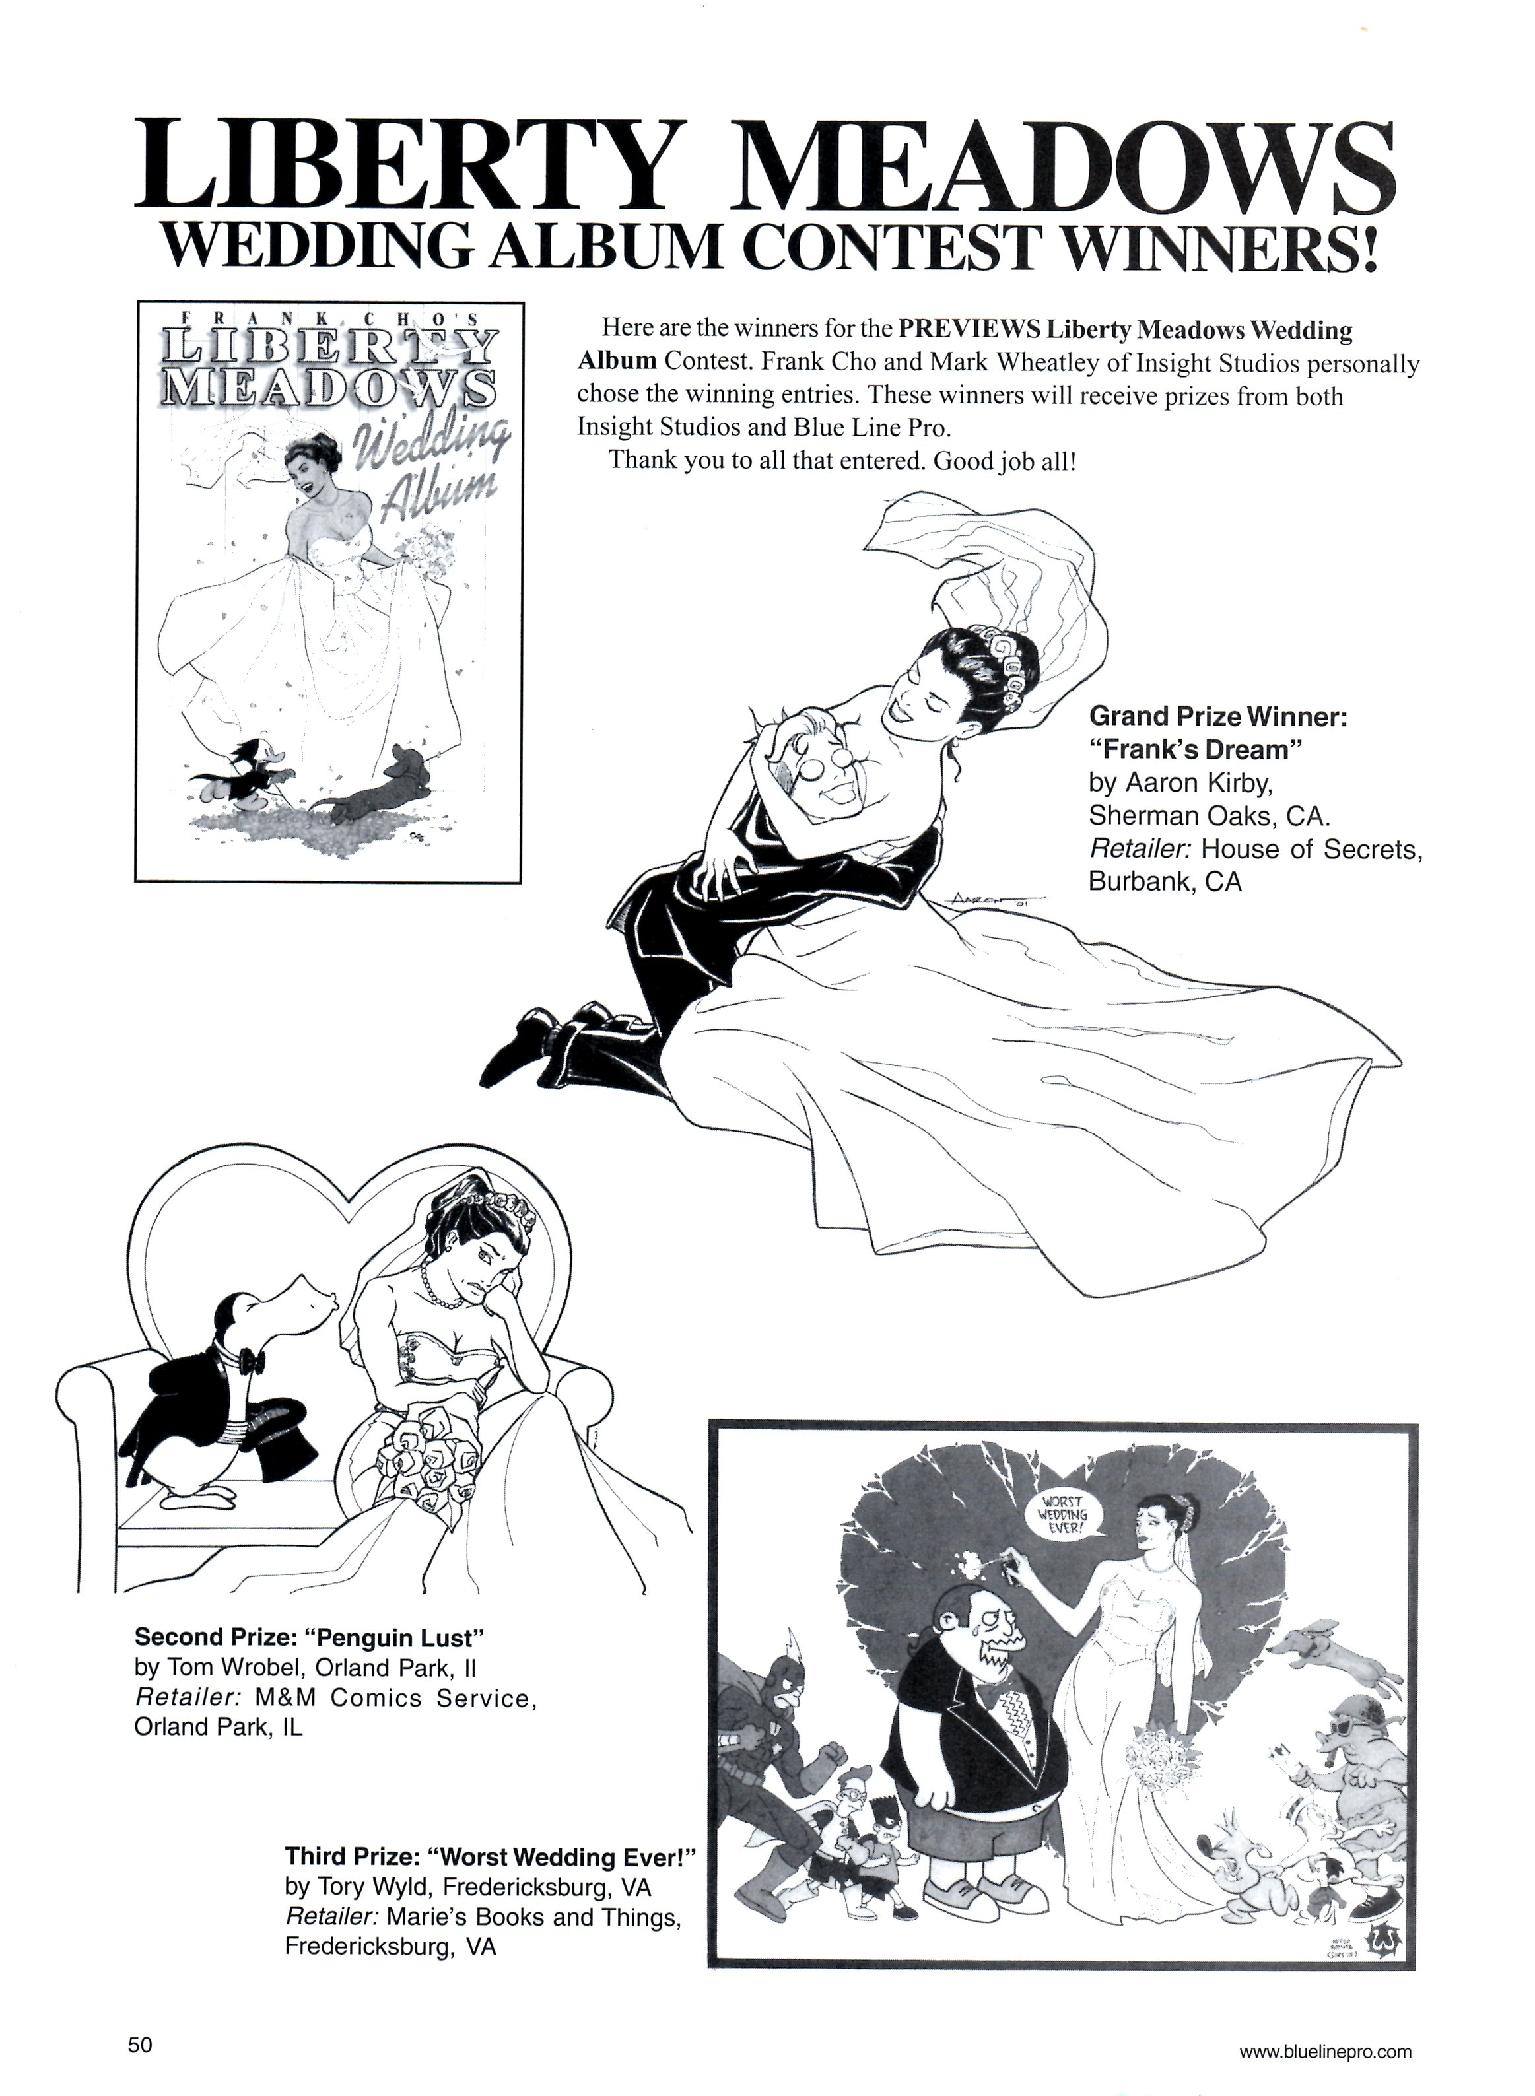 LIBERTY MEADOWS
WEDDING ALBUM CONTEST WINNERS!
FRANK CHO'S
LIBERTY
MEADOWS
Wedding
Album
Here are the winners for the PREVIEWS Liberty Meadows Wedding
Album Contest. Frank Cho and Mark Wheatley of Insight Studios personally
chose the winning entries. These winners will receive prizes from both
Insight Studios and Blue Line Pro.
Thank you to all that entered. Good job all!
Grand Prize Winner:
“Frank’s Dream”
by Aaron Kirby,
Sherman Oaks, CA.
Retailer: House of Secrets,
Burbank, CA
AARON 01
Second Prize: “Penguin Lust”
by Tom Wrobel, Orland Park, Il
Retailer: M&M Comics Service,
Orland Park, IL
WORST
WEDDING
EVER!
Third Prize: “Worst Wedding Ever!”
by Tory Wyld, Fredericksburg, VA
Retailer: Marie’s Books and Things,
Fredericksburg, VA
50
www.bluelinepro.com